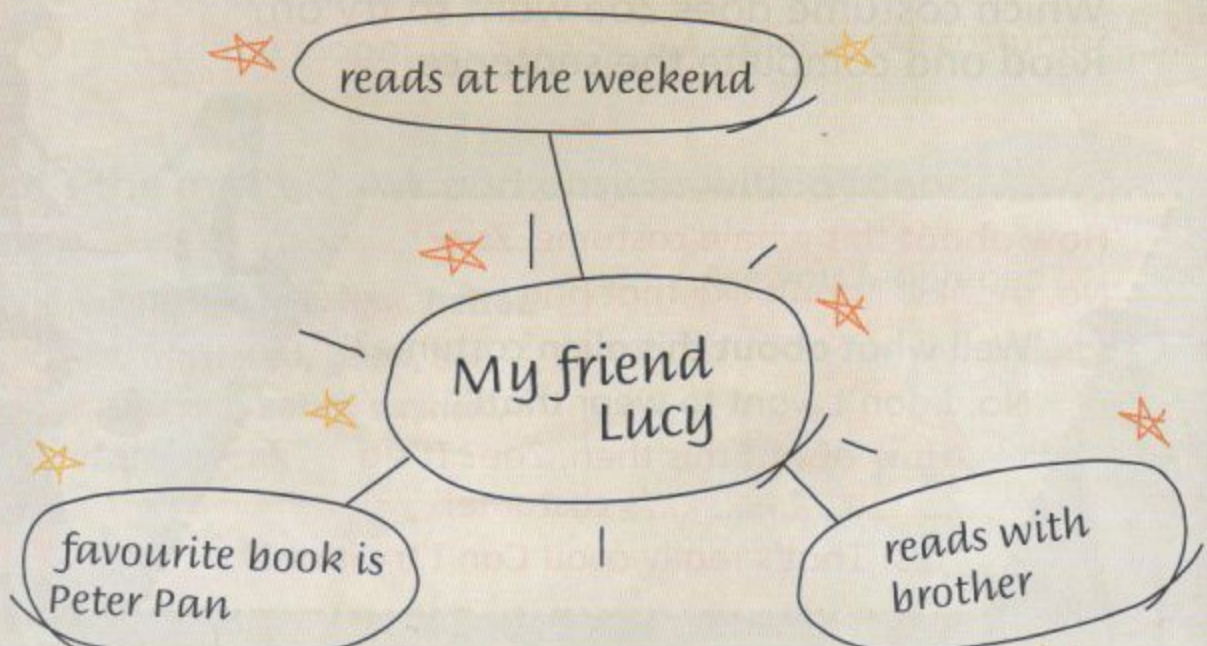 reads at the weekend
My friend
Lucy
favourite book is
Peter Pan
reads with
brother